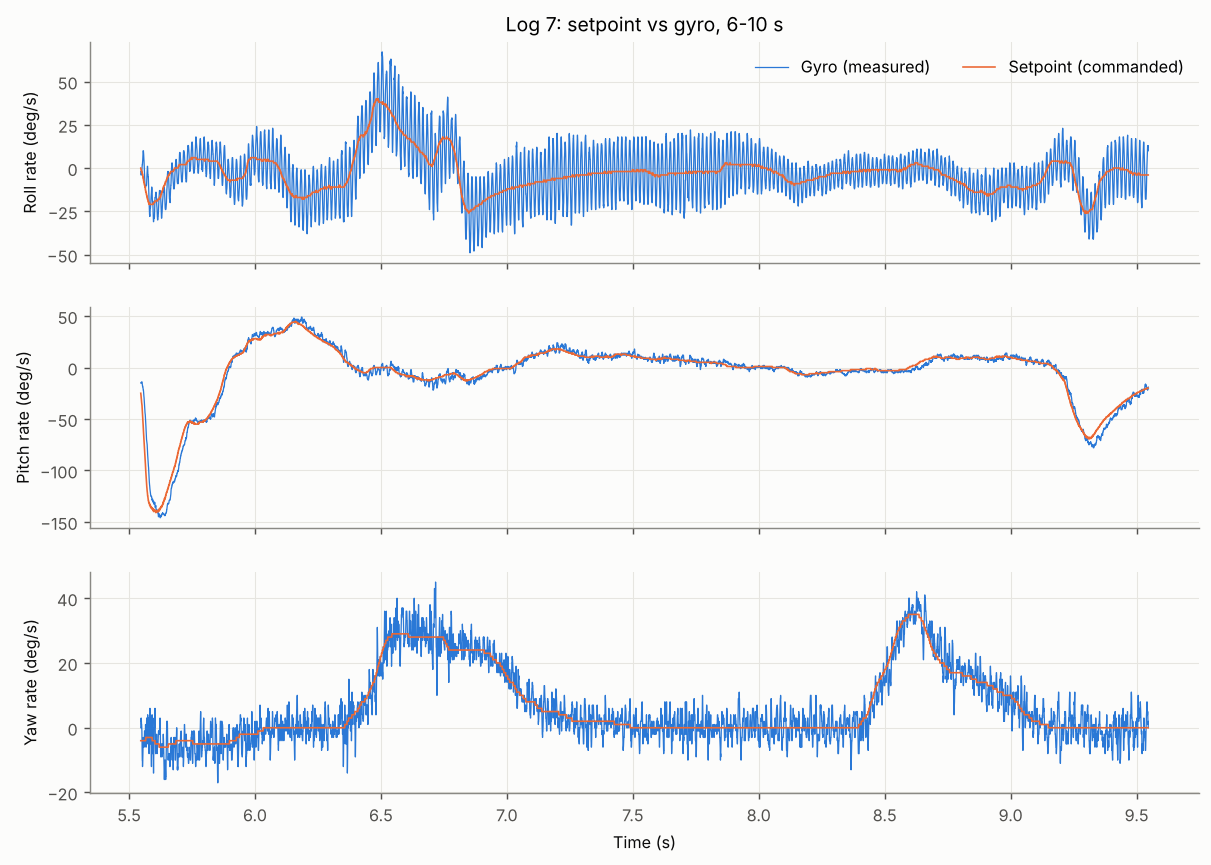 Log 7: setpoint vs gyro, 6-10 s
Gyro (measured)
Setpoint (commanded)
Roll rate (deg/s)
50
25
0
−25
−50
Pitch rate (deg/s)
50
0
−50
−100
−150
Yaw rate (deg/s)
40
20
0
−20
5.5 6.0 6.5 7.0 7.5 8.0 8.5 9.0 9.5
Time (s)